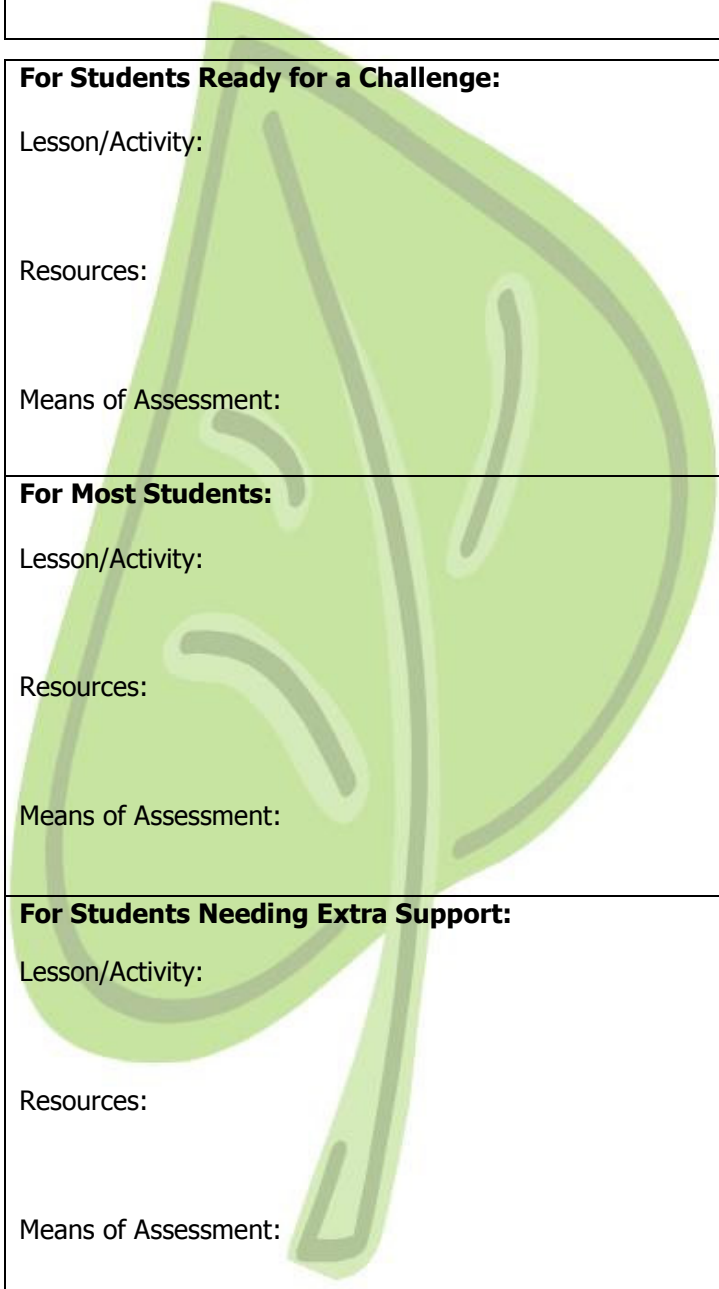 For Students Ready for a Challenge:
Lesson/Activity:
Resources:
Means of Assessment:
For Most Students:
Lesson/Activity:
Resources:
Means of Assessment:
For Students Needing Extra Support:
Lesson/Activity:
Resources:
Means of Assessment: